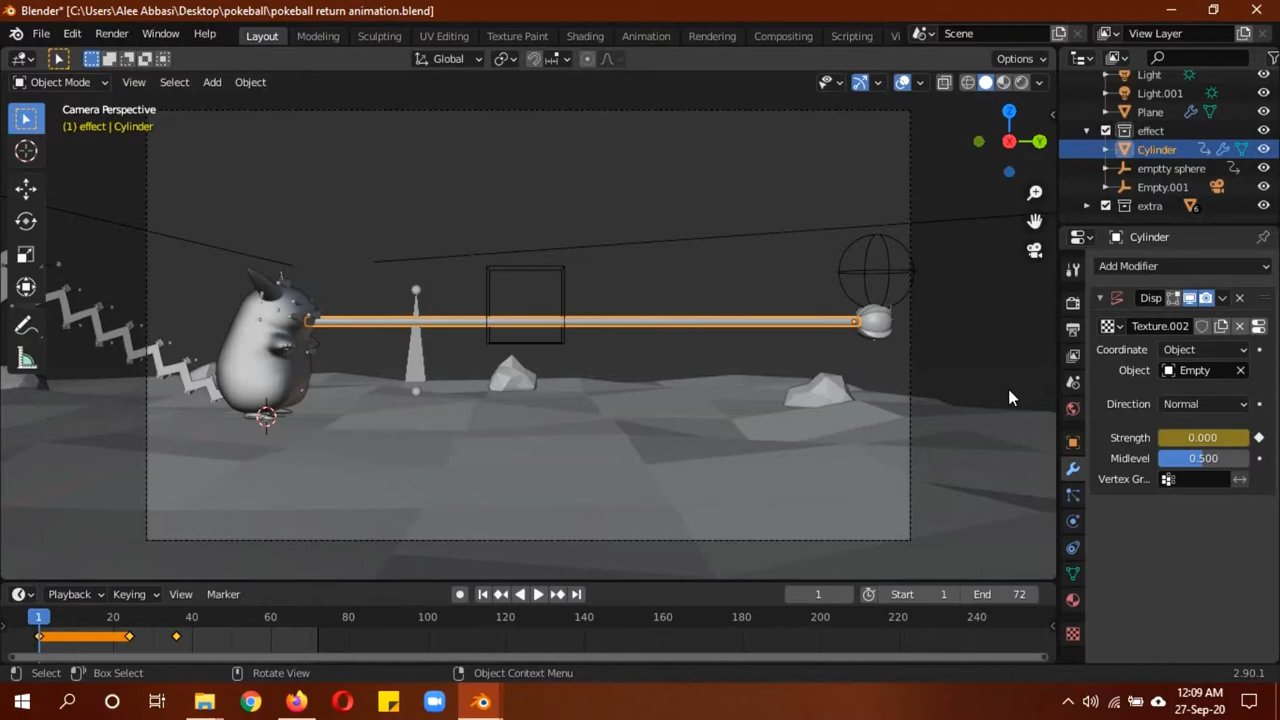 Blender* [C:\Users\Alee Abbasi\Desktop\pokeball\pokeball return animation.blend]
File Edit Render Window Help Layout Modeling Sculpting UV Editing Texture Paint Shading Animation Rendering Compositing Scripting Vi Scene View Layer
Global Options
Object Mode View Select Add Object
Camera Perspective
(1) effect | Cylinder
Z
X
Y
Light
Light.001
Plane
effect
Cylinder
emptty sphere
Empty.001
extra 6
Cylinder
Add Modifier
Disp
Texture.002
Coordinate Object
Object Empty
Direction Normal
Strength 0.000
Midlevel 0.500
Vertex Gr...
Playback Keying View Marker 1 Start 1 End 72
1 20 40 60 80 100 120 140 160 180 200 220 240
Select Box Select Rotate View Object Context Menu 2.90.1
12:09 AM
27-Sep-20